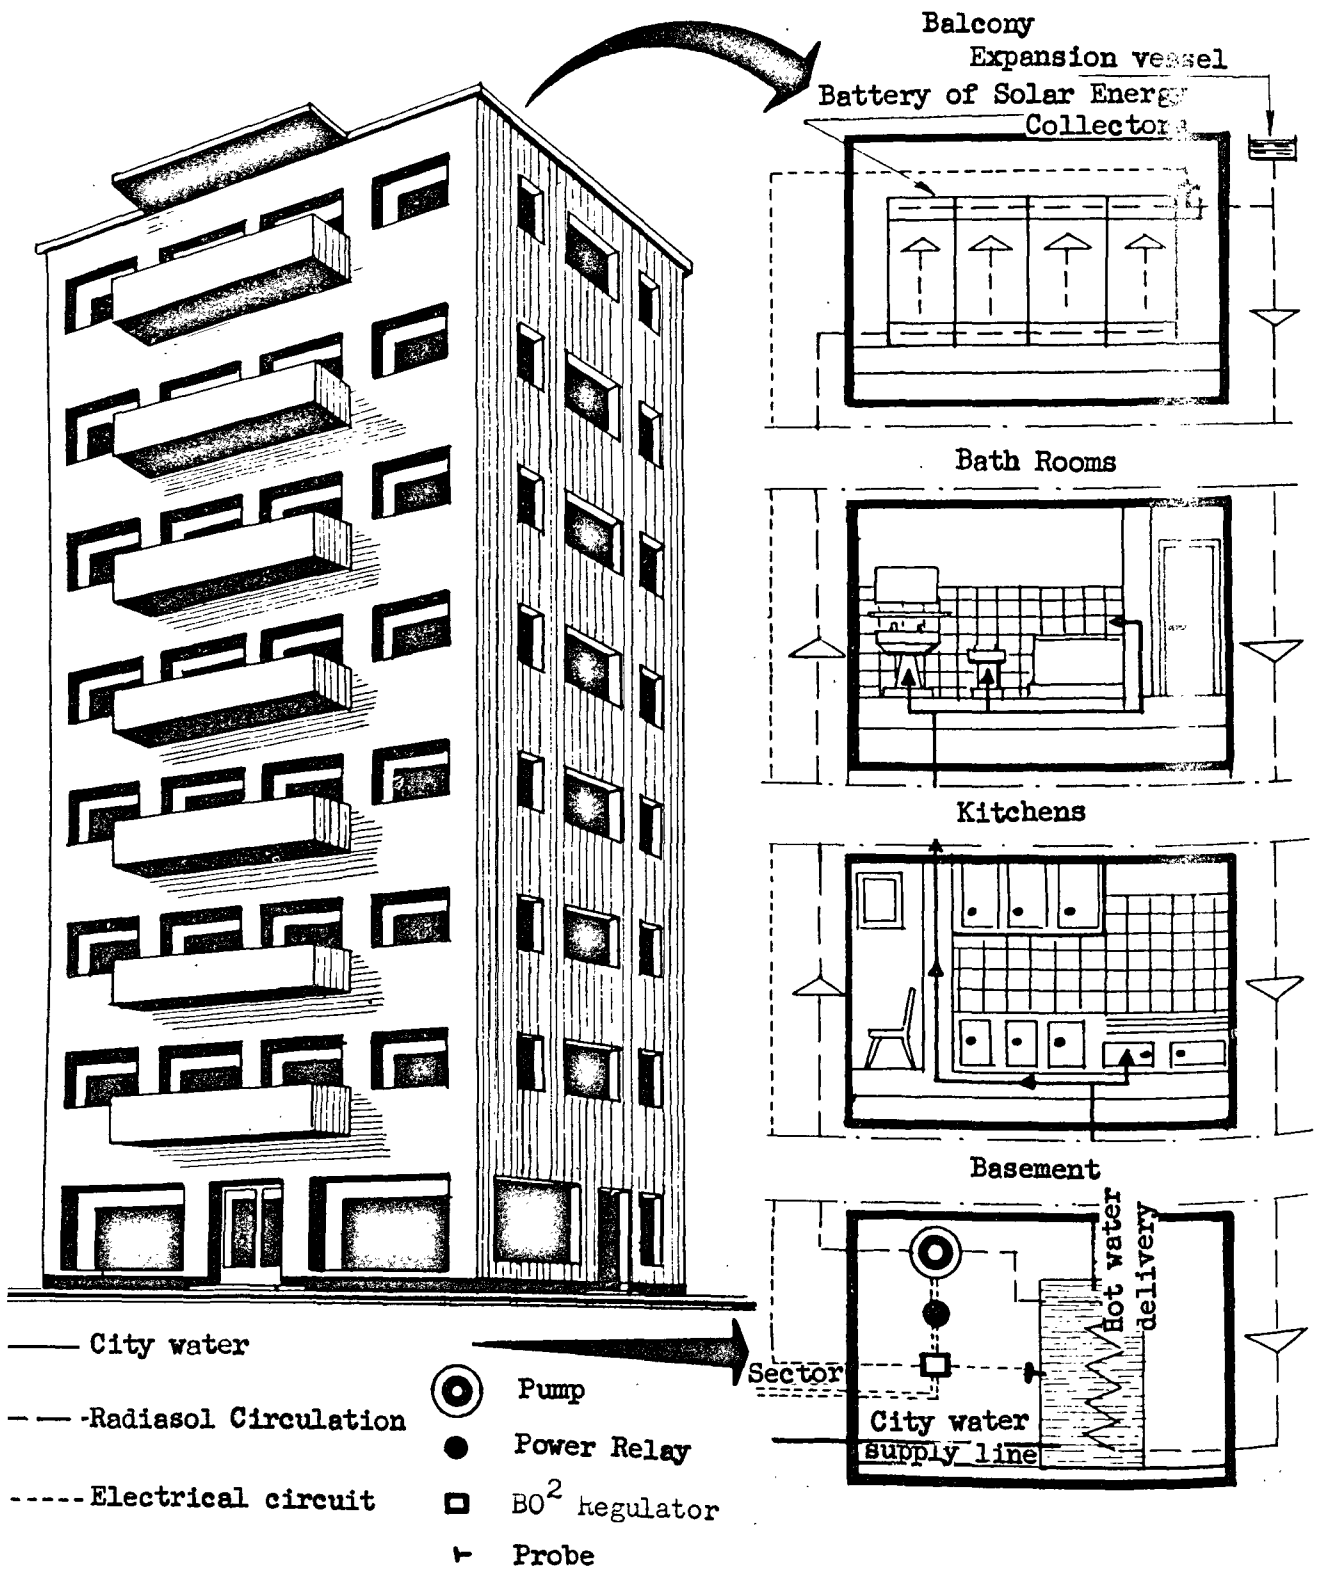 Balcony
Expansion vessel
Battery of Solar Energy
Collectors
Bath Rooms
Kitchens
Basement
Hot water
delivery
Sector
City water
supply line
City water
Radiasol Circulation
Electrical circuit
Pump
Power Relay
BO² Regulator
Probe